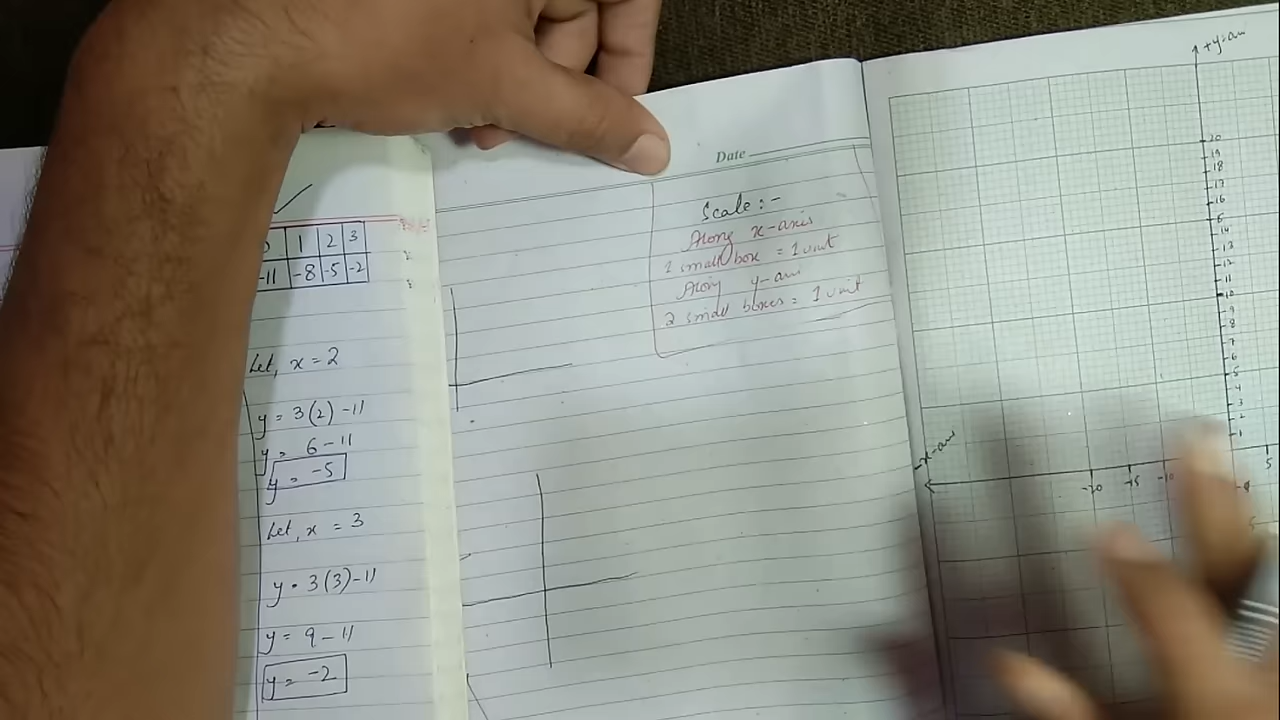 1 2 3
-11 -8 -5 -2
Let, x = 2
y = 3(2) -11
y = 6 - 11
y = -5
Let, x = 3
y = 3(3) -11
y = 9 - 11
y = -2
Date
Scale :-
Along x-axis
1 small box = 1 unit
Along y-axis
2 small boxes = 1 unit
20
19
18
17
16
15
14
13
12
11
10
9
8
7
6
5
4
3
2
1
-x-axis
-20 -15 -10
5